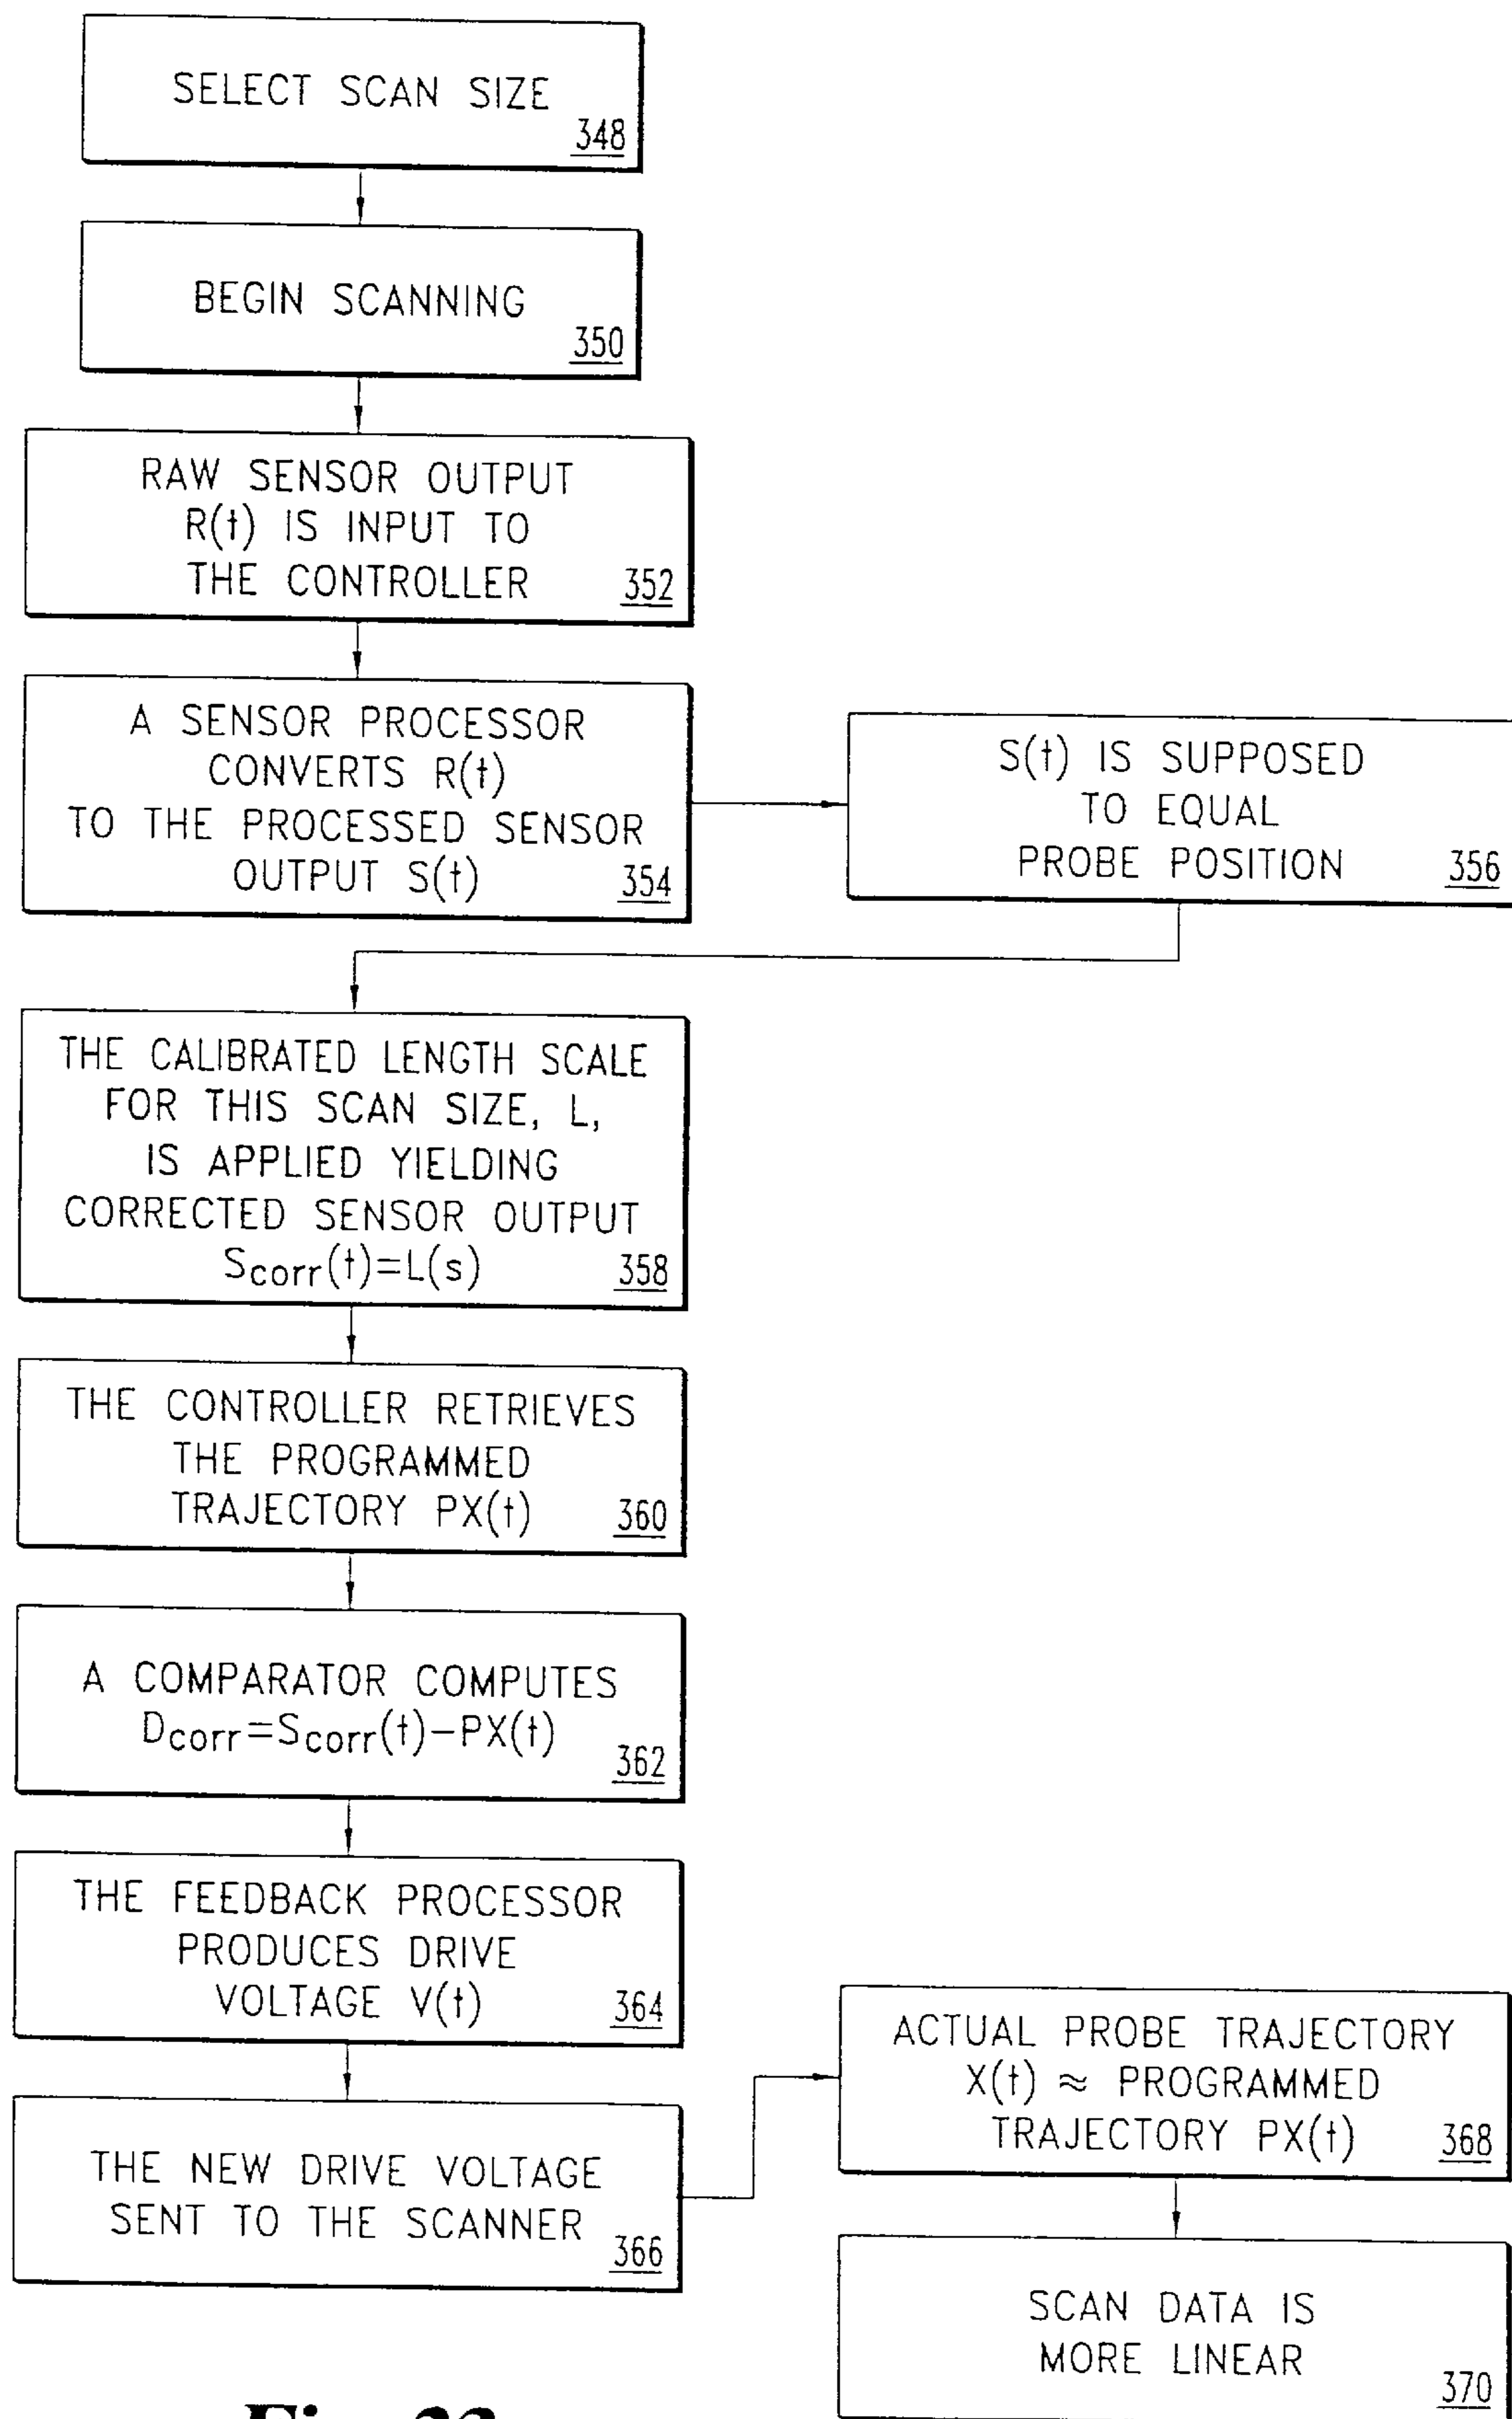 SELECT SCAN SIZE
348
BEGIN SCANNING
350
RAW SENSOR OUTPUT
R(t) IS INPUT TO
THE CONTROLLER
352
A SENSOR PROCESSOR
CONVERTS R(t)
TO THE PROCESSED SENSOR
OUTPUT S(t)
354
S(t) IS SUPPOSED
TO EQUAL
PROBE POSITION
356
THE CALIBRATED LENGTH SCALE
FOR THIS SCAN SIZE, L,
IS APPLIED YIELDING
CORRECTED SENSOR OUTPUT
Scorr(t)=L(s)
358
THE CONTROLLER RETRIEVES
THE PROGRAMMED
TRAJECTORY PX(t)
360
A COMPARATOR COMPUTES
Dcorr=Scorr(t)-PX(t)
362
THE FEEDBACK PROCESSOR
PRODUCES DRIVE
VOLTAGE V(t)
364
THE NEW DRIVE VOLTAGE
SENT TO THE SCANNER
366
ACTUAL PROBE TRAJECTORY
X(t) ≈ PROGRAMMED
TRAJECTORY PX(t)
368
SCAN DATA IS
MORE LINEAR
370